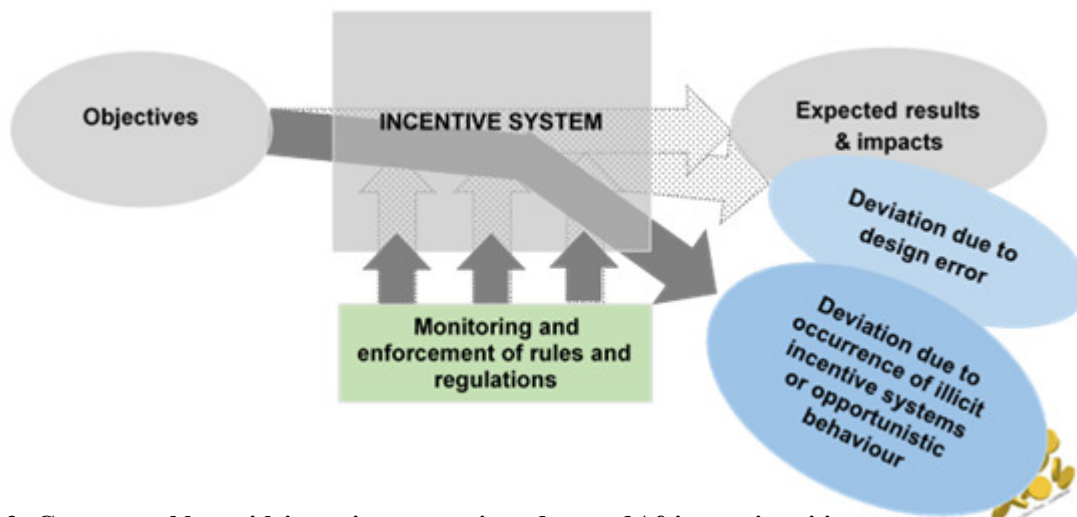 Objectives
INCENTIVE SYSTEM
Expected results
& impacts
Deviation due to
design error
Deviation due to
occurrence of illicit
incentive systems
or opportunistic
behaviour
Monitoring and
enforcement of rules and
regulations